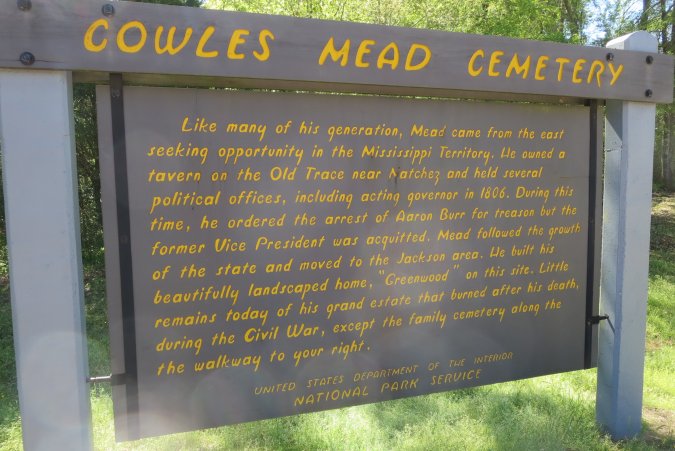 COWLES MEAD CEMETERY
Like many of his generation, Mead came from the east
seeking opportunity in the Mississippi Territory. He owned a
tavern on the Old Trace near Natchez and held several
political offices, including acting governor in 1806. During this
time, he ordered the arrest of Aaron Burr for treason but the
former Vice President was acquitted. Mead followed the growth
of the state and moved to the Jackson area. He built his
beautifully landscaped home, "Greenwood" on this site. Little
remains today of his grand estate that burned after his death,
during the Civil War, except the family cemetery along the
the walkway to your right.
UNITED STATES DEPARTMENT OF THE INTERIOR
NATIONAL PARK SERVICE